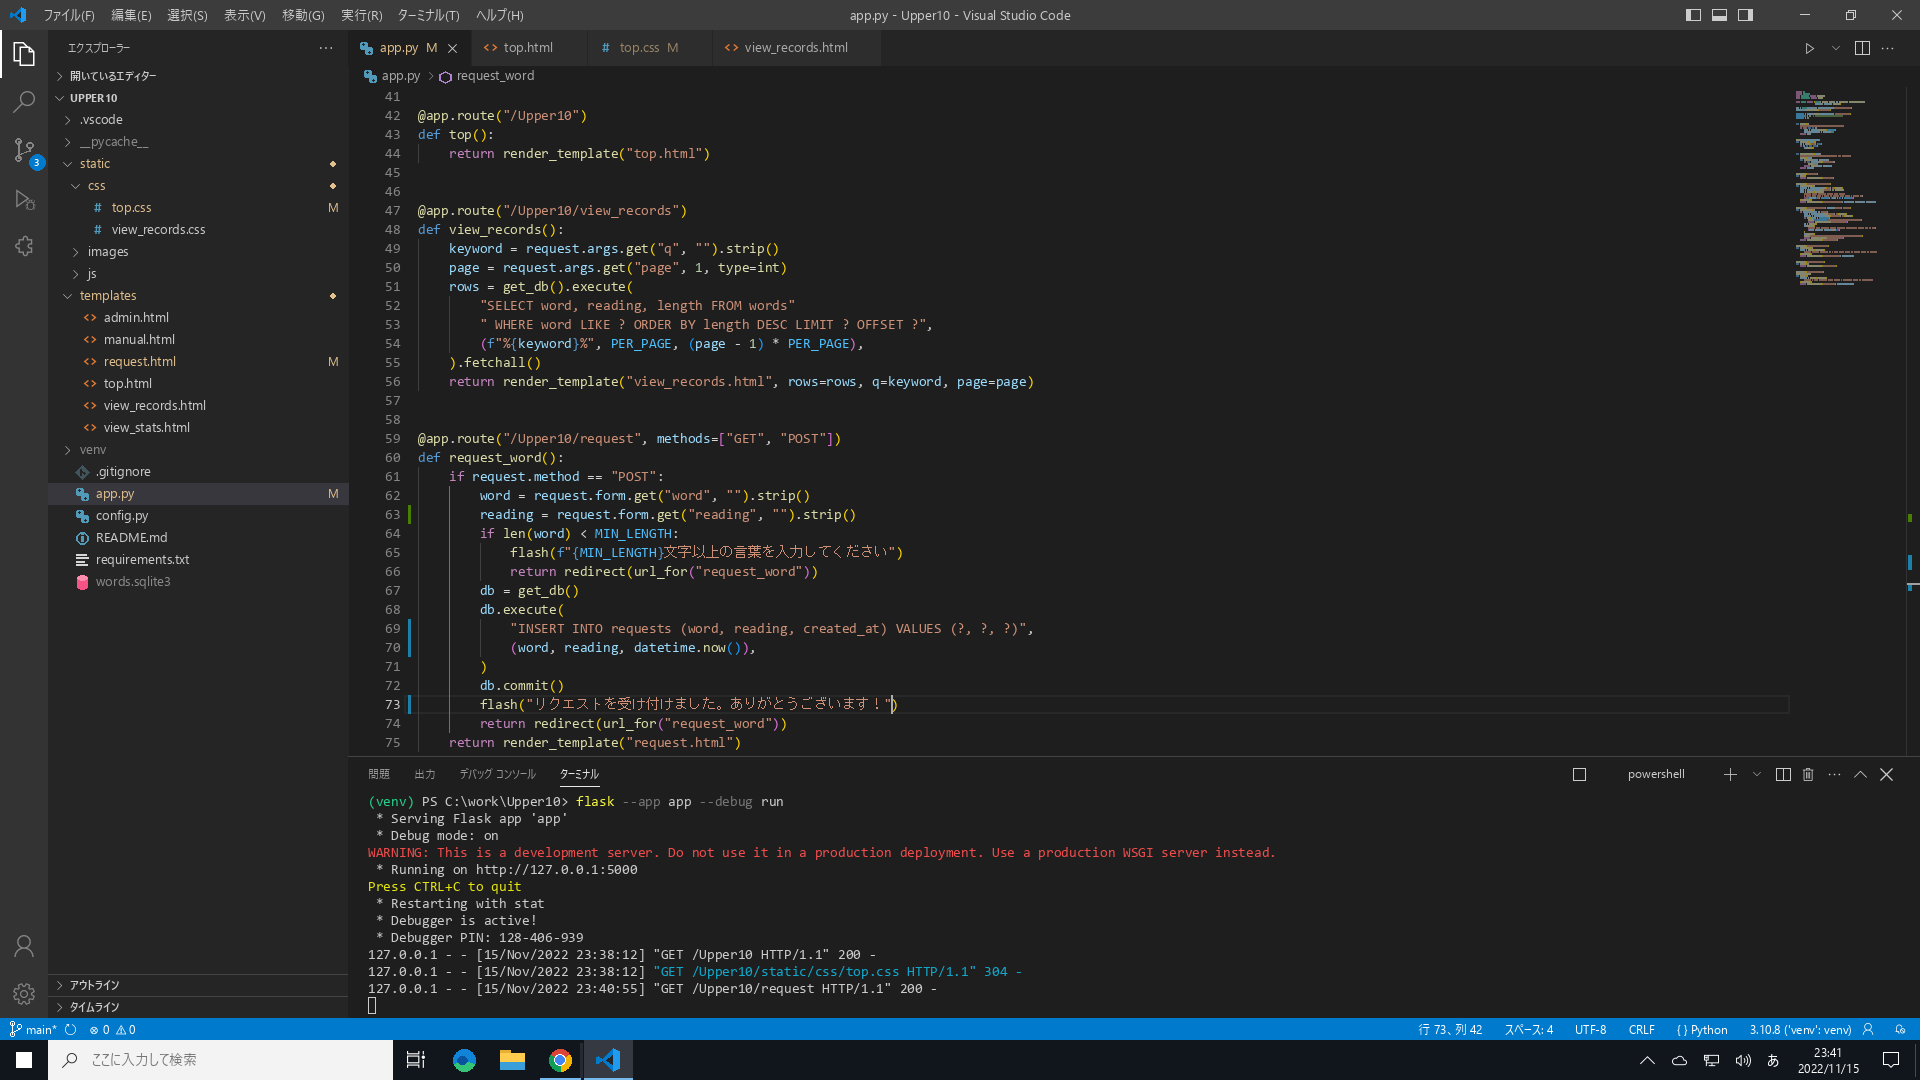 ファイル(F) 編集(E) 選択(S) 表示(V) 移動(G) 実行(R) ターミナル(T) ヘルプ(H)
app.py - Upper10 - Visual Studio Code
エクスプローラー
開いているエディター
UPPER10
.vscode
__pycache__
static
css
top.css M
view_records.css
images
js
templates
admin.html
manual.html
request.html M
top.html
view_records.html
view_stats.html
venv
.gitignore
app.py M
config.py
README.md
requirements.txt
words.sqlite3
アウトライン
タイムライン
3
app.py M top.html top.css M view_records.html
app.py > request_word
41
42 @app.route("/Upper10")
43 def top():
44 return render_template("top.html")
45
46
47 @app.route("/Upper10/view_records")
48 def view_records():
49 keyword = request.args.get("q", "").strip()
50 page = request.args.get("page", 1, type=int)
51 rows = get_db().execute(
52 "SELECT word, reading, length FROM words"
53 " WHERE word LIKE ? ORDER BY length DESC LIMIT ? OFFSET ?",
54 (f"%{keyword}%", PER_PAGE, (page - 1) * PER_PAGE),
55 ).fetchall()
56 return render_template("view_records.html", rows=rows, q=keyword, page=page)
57
58
59 @app.route("/Upper10/request", methods=["GET", "POST"])
60 def request_word():
61 if request.method == "POST":
62 word = request.form.get("word", "").strip()
63 reading = request.form.get("reading", "").strip()
64 if len(word) < MIN_LENGTH:
65 flash(f"{MIN_LENGTH}文字以上の言葉を入力してください")
66 return redirect(url_for("request_word"))
67 db = get_db()
68 db.execute(
69 "INSERT INTO requests (word, reading, created_at) VALUES (?, ?, ?)",
70 (word, reading, datetime.now()),
71 )
72 db.commit()
73 flash("リクエストを受け付けました。ありがとうございます！")
74 return redirect(url_for("request_word"))
75 return render_template("request.html")
問題 出力 デバッグ コンソール ターミナル powershell
(venv) PS C:\work\Upper10> flask --app app --debug run
* Serving Flask app 'app'
* Debug mode: on
WARNING: This is a development server. Do not use it in a production deployment. Use a production WSGI server instead.
* Running on http://127.0.0.1:5000
Press CTRL+C to quit
* Restarting with stat
* Debugger is active!
* Debugger PIN: 128-406-939
127.0.0.1 - - [15/Nov/2022 23:38:12] "GET /Upper10 HTTP/1.1" 200 -
127.0.0.1 - - [15/Nov/2022 23:38:12] "GET /Upper10/static/css/top.css HTTP/1.1" 304 -
127.0.0.1 - - [15/Nov/2022 23:40:55] "GET /Upper10/request HTTP/1.1" 200 -
main* 0 0 行 73、列 42 スペース: 4 UTF-8 CRLF { } Python 3.10.8 ('venv': venv)
ここに入力して検索 あ 23:41
2022/11/15